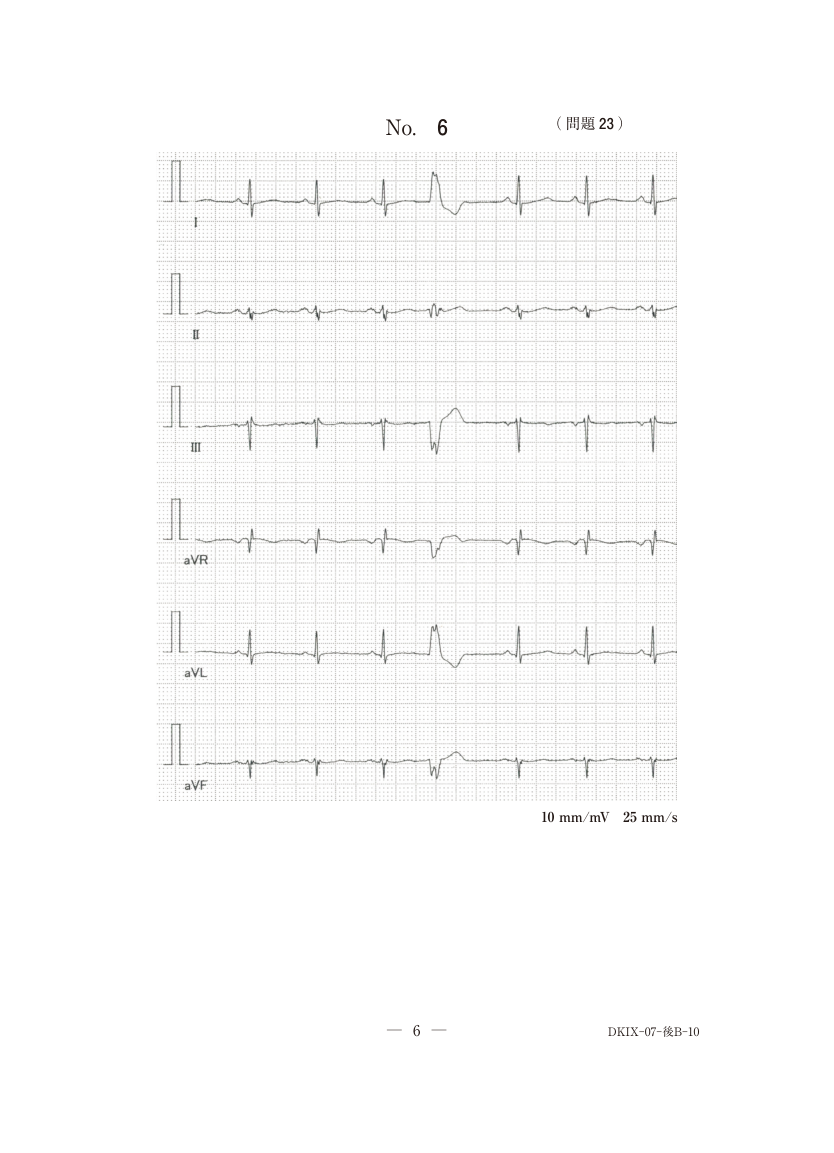 No. 6
（問題 23）
I
II
III
aVR
aVL
aVF
10 mm/mV 25 mm/s
— 6 —
DKIX-07-後B-10